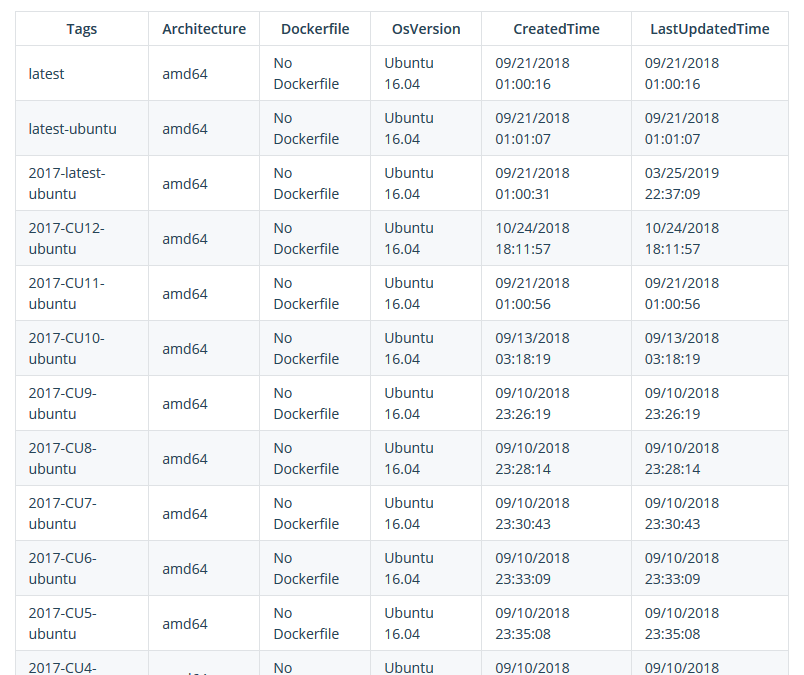 Tags Architecture Dockerfile OsVersion CreatedTime LastUpdatedTime
latest amd64 No Dockerfile Ubuntu 16.04 09/21/2018 01:00:16 09/21/2018 01:00:16
latest-ubuntu amd64 No Dockerfile Ubuntu 16.04 09/21/2018 01:01:07 09/21/2018 01:01:07
2017-latest-ubuntu amd64 No Dockerfile Ubuntu 16.04 09/21/2018 01:00:31 03/25/2019 22:37:09
2017-CU12-ubuntu amd64 No Dockerfile Ubuntu 16.04 10/24/2018 18:11:57 10/24/2018 18:11:57
2017-CU11-ubuntu amd64 No Dockerfile Ubuntu 16.04 09/21/2018 01:00:56 09/21/2018 01:00:56
2017-CU10-ubuntu amd64 No Dockerfile Ubuntu 16.04 09/13/2018 03:18:19 09/13/2018 03:18:19
2017-CU9-ubuntu amd64 No Dockerfile Ubuntu 16.04 09/10/2018 23:26:19 09/10/2018 23:26:19
2017-CU8-ubuntu amd64 No Dockerfile Ubuntu 16.04 09/10/2018 23:28:14 09/10/2018 23:28:14
2017-CU7-ubuntu amd64 No Dockerfile Ubuntu 16.04 09/10/2018 23:30:43 09/10/2018 23:30:43
2017-CU6-ubuntu amd64 No Dockerfile Ubuntu 16.04 09/10/2018 23:33:09 09/10/2018 23:33:09
2017-CU5-ubuntu amd64 No Dockerfile Ubuntu 16.04 09/10/2018 23:35:08 09/10/2018 23:35:08
2017-CU4- No Ubuntu 09/10/2018 09/10/2018